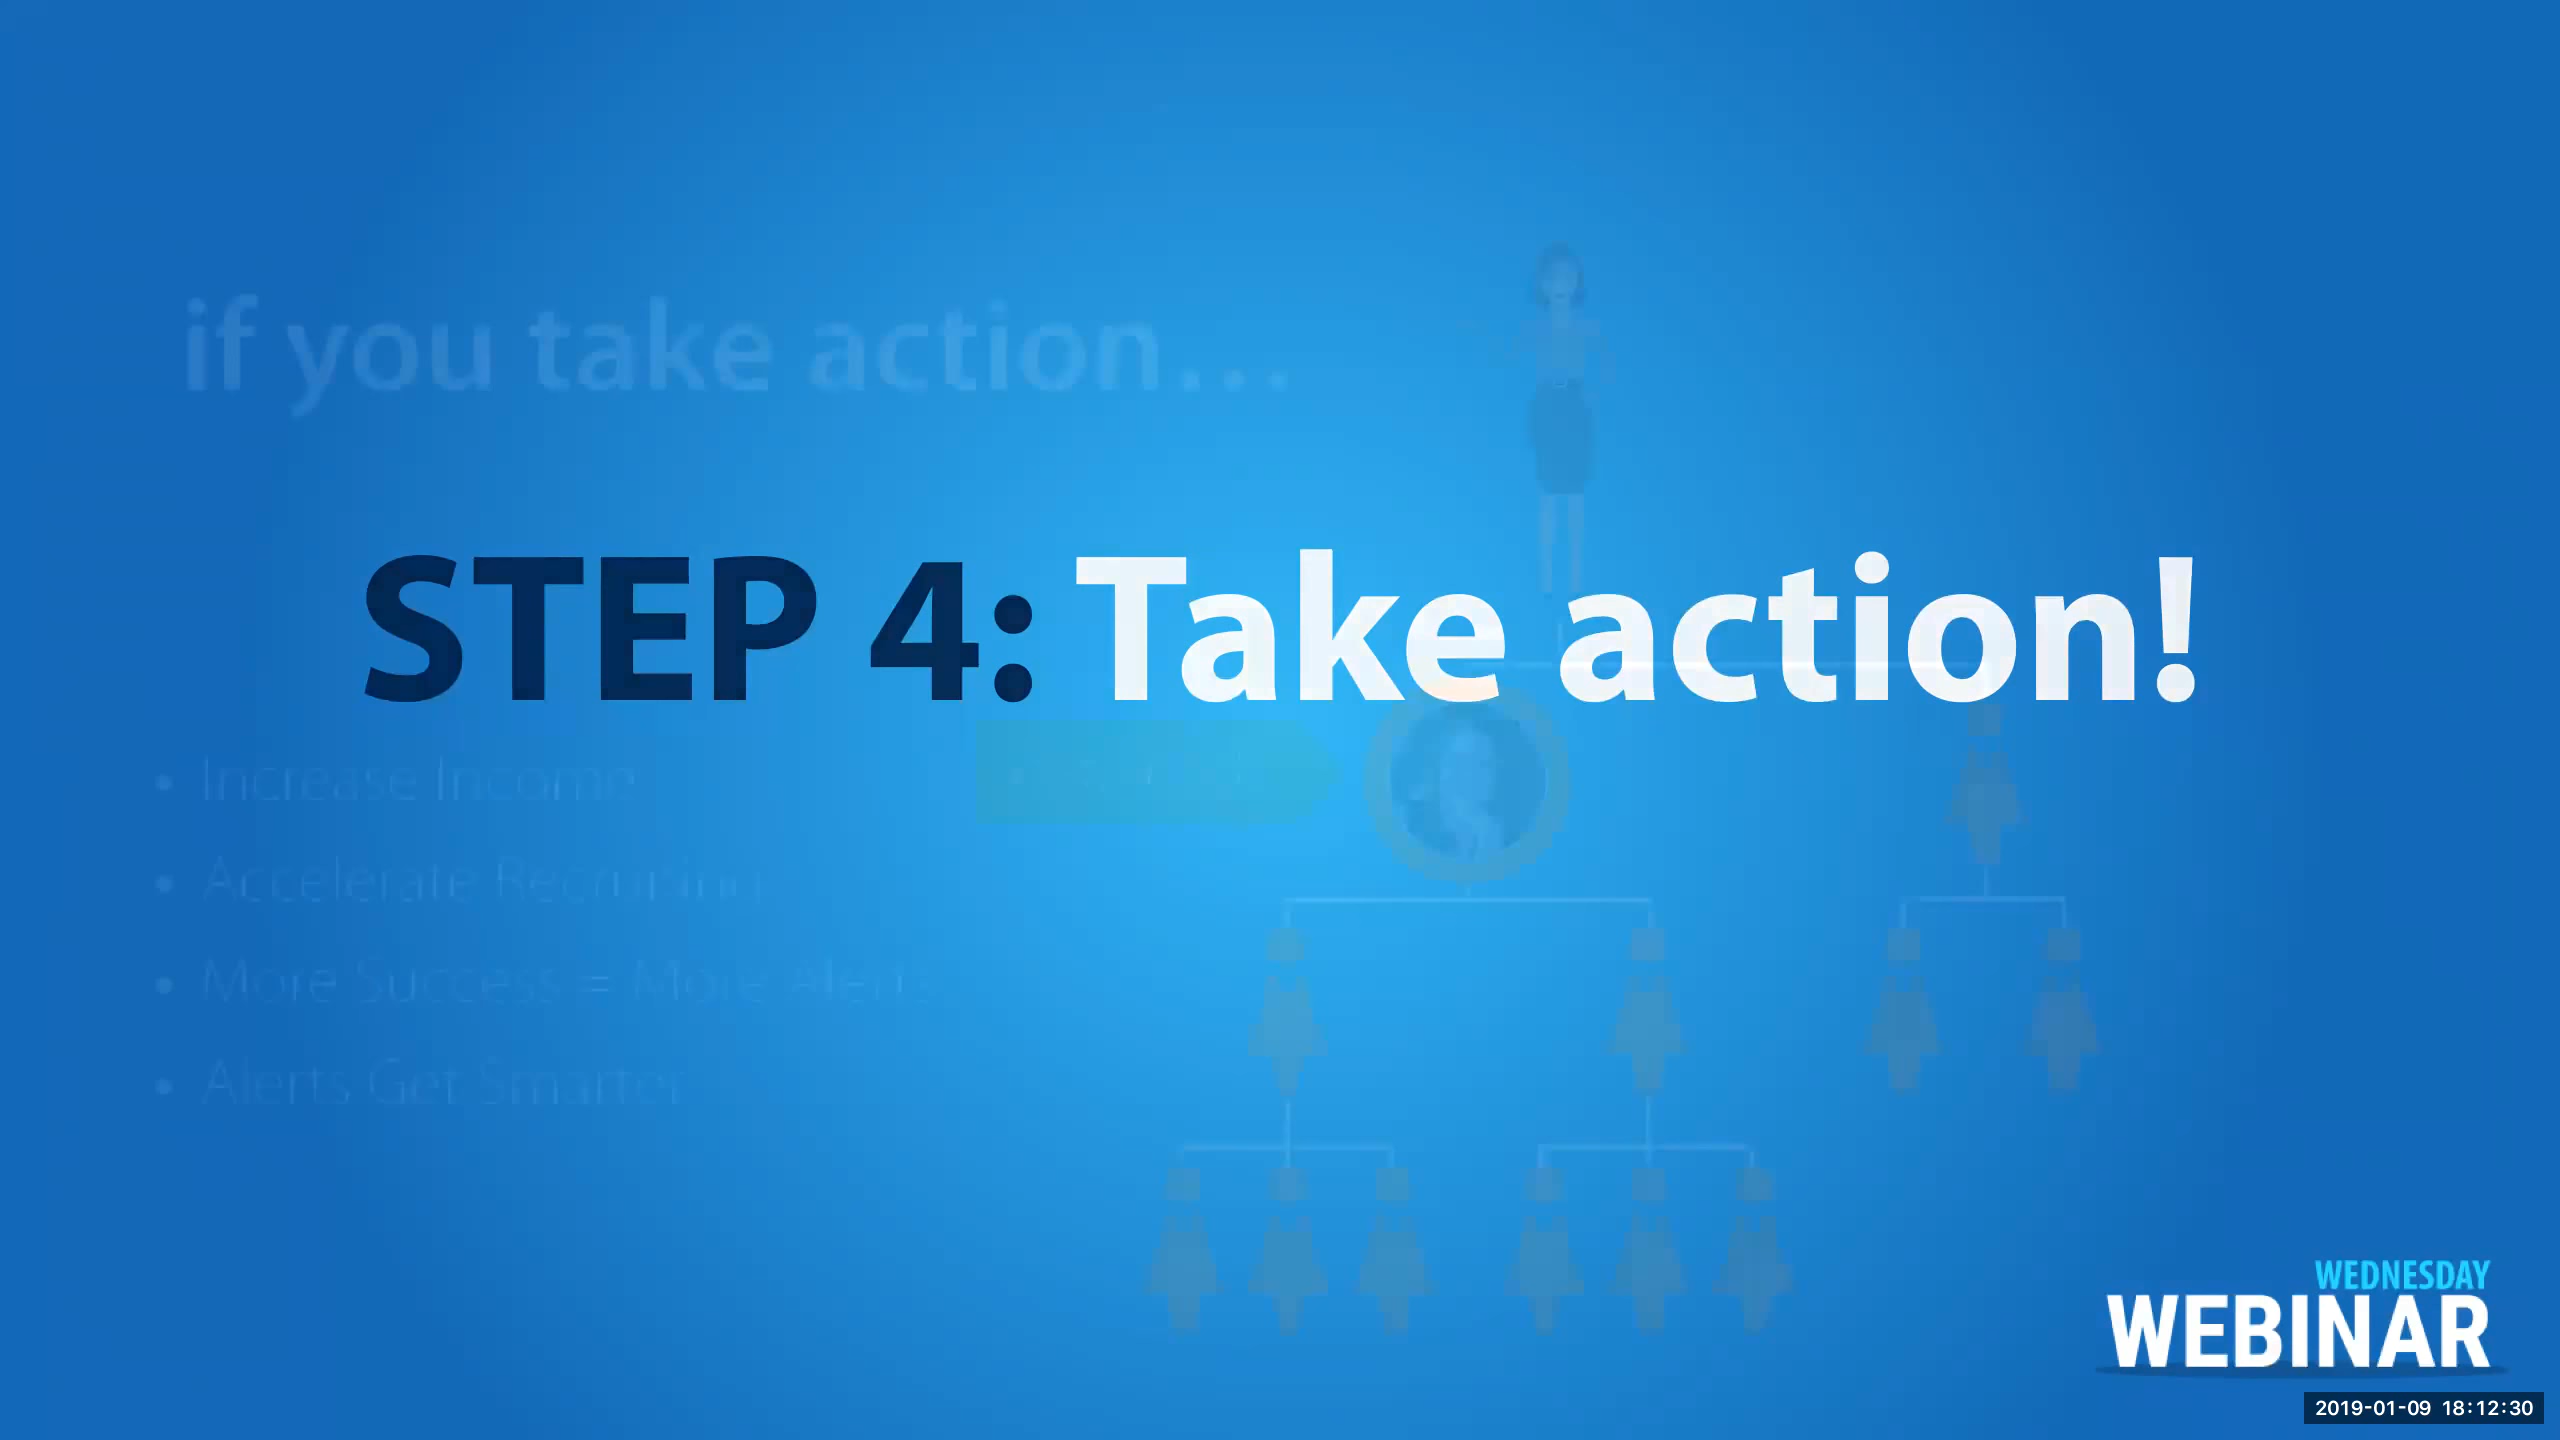 if you take action...
STEP 4: Take action!
• Increase Income
• Accelerate Recruiting
• More Success = More Alerts
• Alerts Get Smarter
WEDNESDAY
WEBINAR
2019-01-09 18:12:30